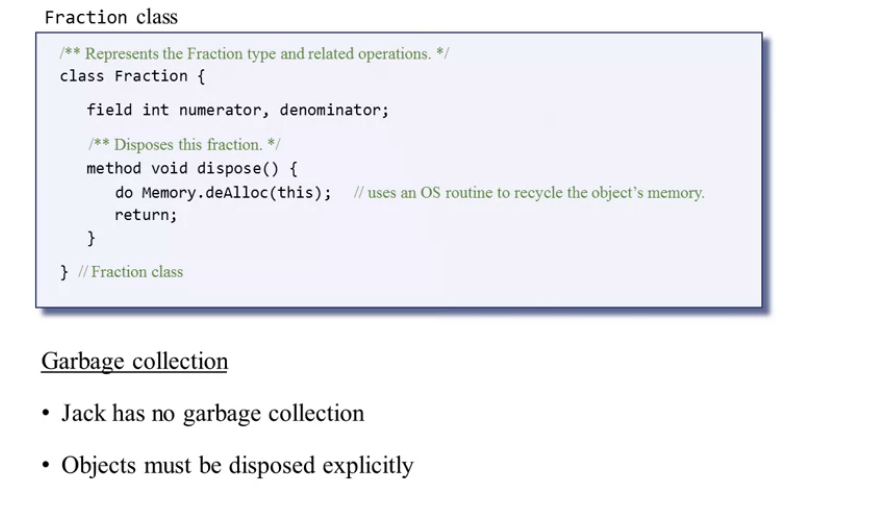 Fraction class
/** Represents the Fraction type and related operations. */
class Fraction {
field int numerator, denominator;
/** Disposes this fraction. */
method void dispose() {
do Memory.deAlloc(this); // uses an OS routine to recycle the object’s memory.
return;
}
} // Fraction class
Garbage collection
• Jack has no garbage collection
• Objects must be disposed explicitly